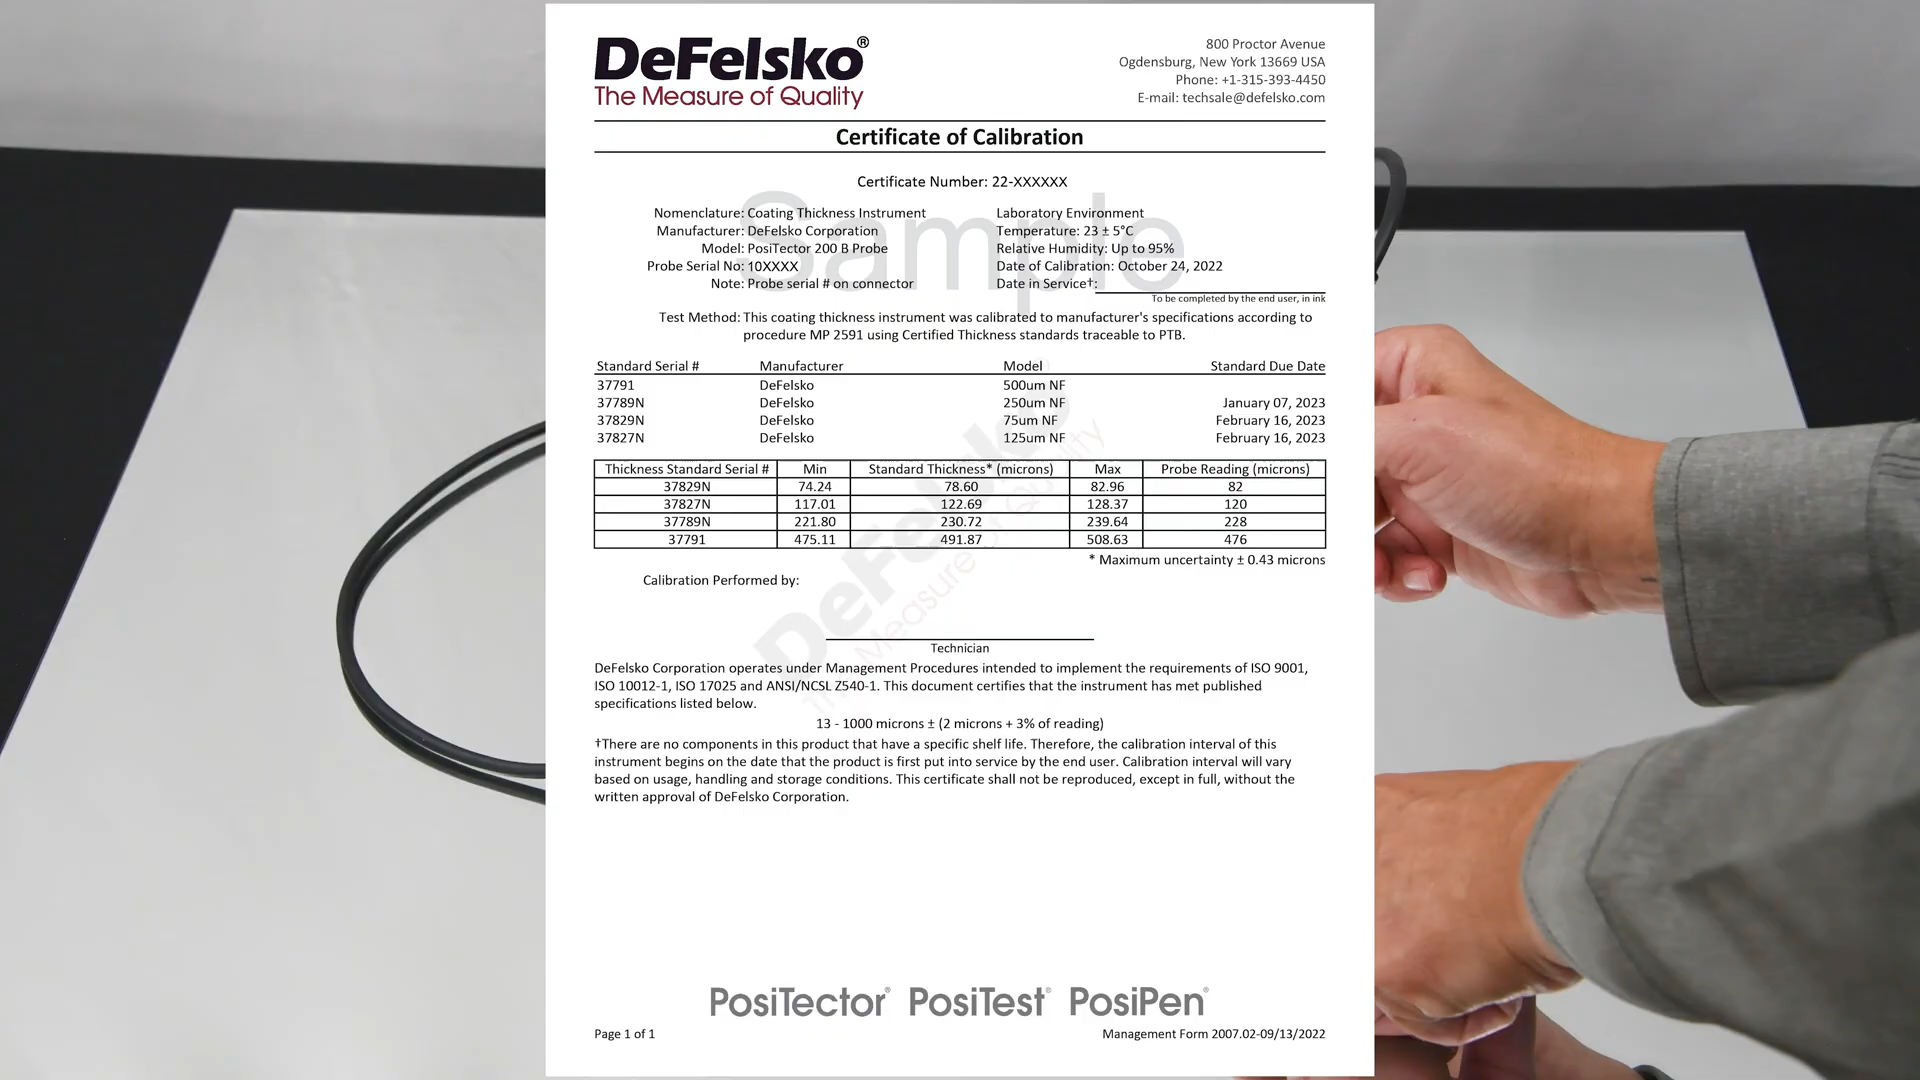 DeFelsko®
The Measure of Quality
800 Proctor Avenue
Ogdensburg, New York 13669 USA
Phone: +1-315-393-4450
E-mail: techsale@defelsko.com
Certificate of Calibration
Certificate Number: 22-XXXXXX
Sample
Nomenclature: Coating Thickness Instrument
Manufacturer: DeFelsko Corporation
Model: PosiTector 200 B Probe
Probe Serial No: 10XXXX
Note: Probe serial # on connector
Laboratory Environment
Temperature: 23 ± 5°C
Relative Humidity: Up to 95%
Date of Calibration: October 24, 2022
Date in Service†:
To be completed by the end user, in ink
Test Method: This coating thickness instrument was calibrated to manufacturer's specifications according to
procedure MP 2591 using Certified Thickness standards traceable to PTB.
Standard Serial # Manufacturer Model Standard Due Date
37791 DeFelsko 500um NF
37789N DeFelsko 250um NF January 07, 2023
37829N DeFelsko 75um NF February 16, 2023
37827N DeFelsko 125um NF February 16, 2023
Thickness Standard Serial # Min Standard Thickness* (microns) Max Probe Reading (microns)
37829N 74.24 78.60 82.96 82
37827N 117.01 122.69 128.37 120
37789N 221.80 230.72 239.64 228
37791 475.11 491.87 508.63 476
* Maximum uncertainty ± 0.43 microns
Calibration Performed by:
DeFelsko
The Measure of Quality
Technician
DeFelsko Corporation operates under Management Procedures intended to implement the requirements of ISO 9001,
ISO 10012-1, ISO 17025 and ANSI/NCSL Z540-1. This document certifies that the instrument has met published
specifications listed below.
13 - 1000 microns ± (2 microns + 3% of reading)
†There are no components in this product that have a specific shelf life. Therefore, the calibration interval of this
instrument begins on the date that the product is first put into service by the end user. Calibration interval will vary
based on usage, handling and storage conditions. This certificate shall not be reproduced, except in full, without the
written approval of DeFelsko Corporation.
PosiTector® PosiTest® PosiPen®
Page 1 of 1
Management Form 2007.02-09/13/2022